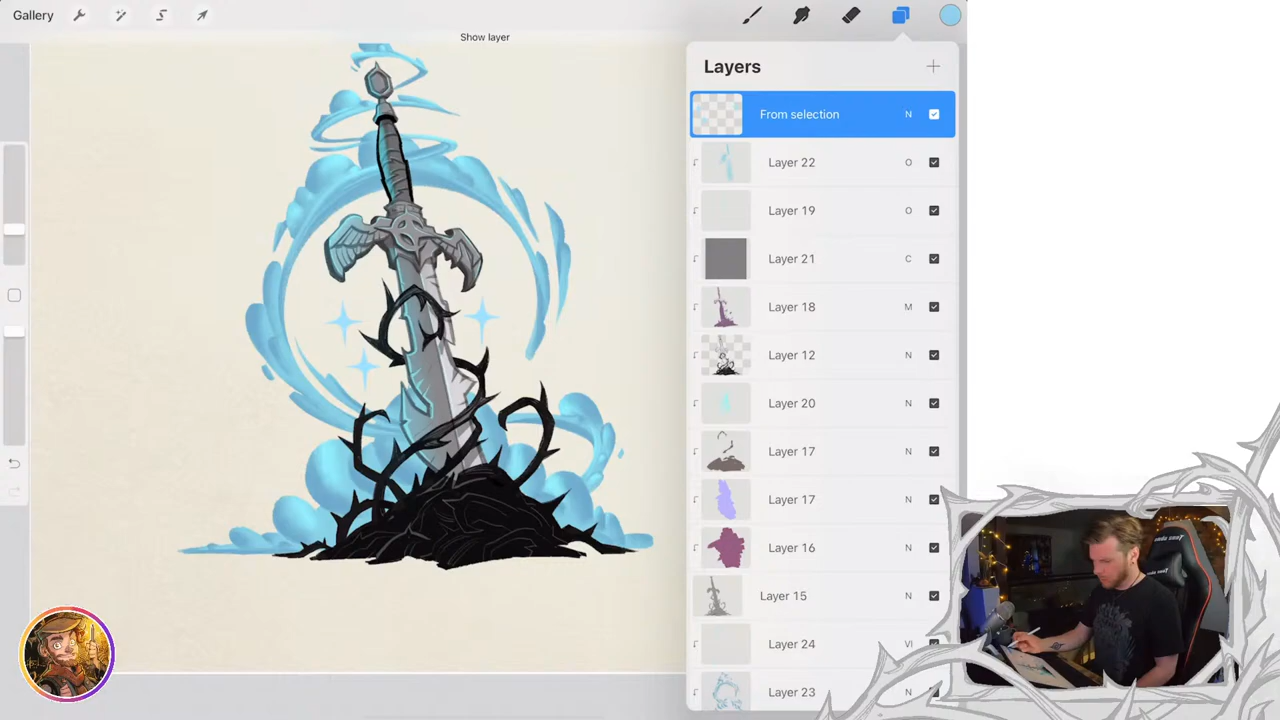 Gallery
Show layer
Layers
From selection N
Layer 22 O
Layer 19 O
Layer 21 C
Layer 18 M
Layer 12 N
Layer 20 N
Layer 17 N
Layer 17 N
Layer 16 N
Layer 15 N
Layer 24 VI
Layer 23 N